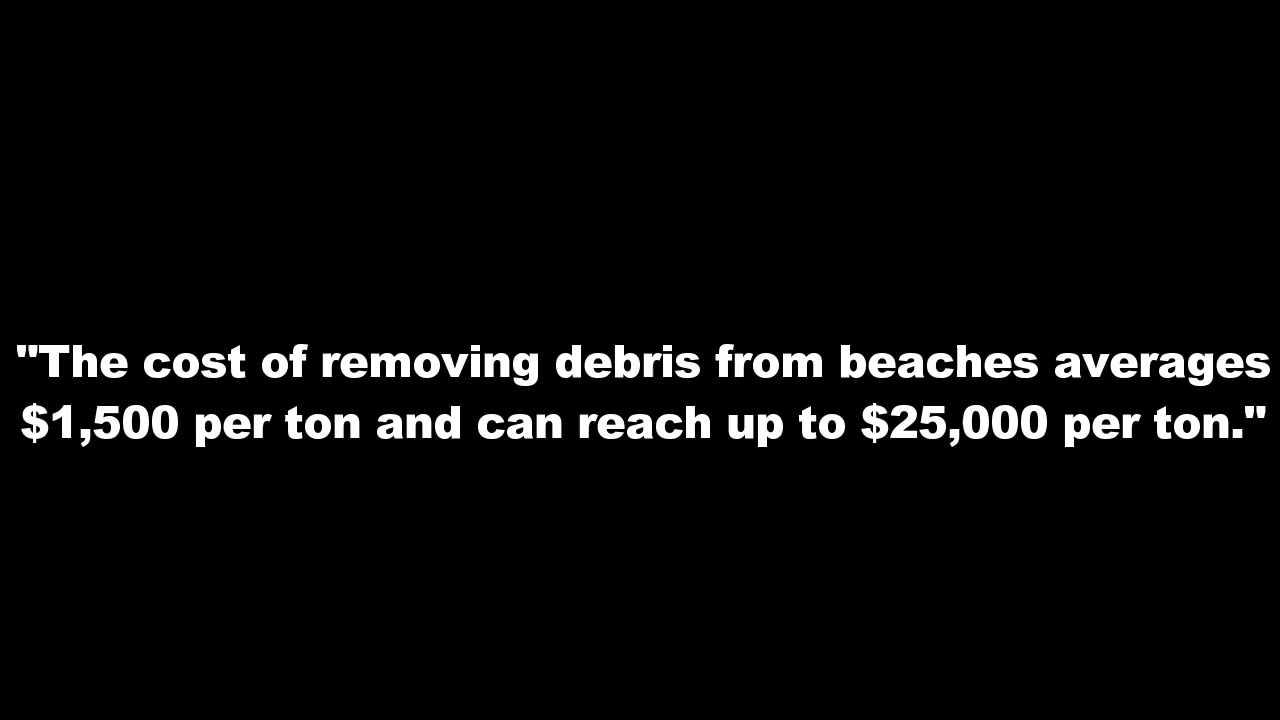 "The cost of removing debris from beaches averages
$1,500 per ton and can reach up to $25,000 per ton."